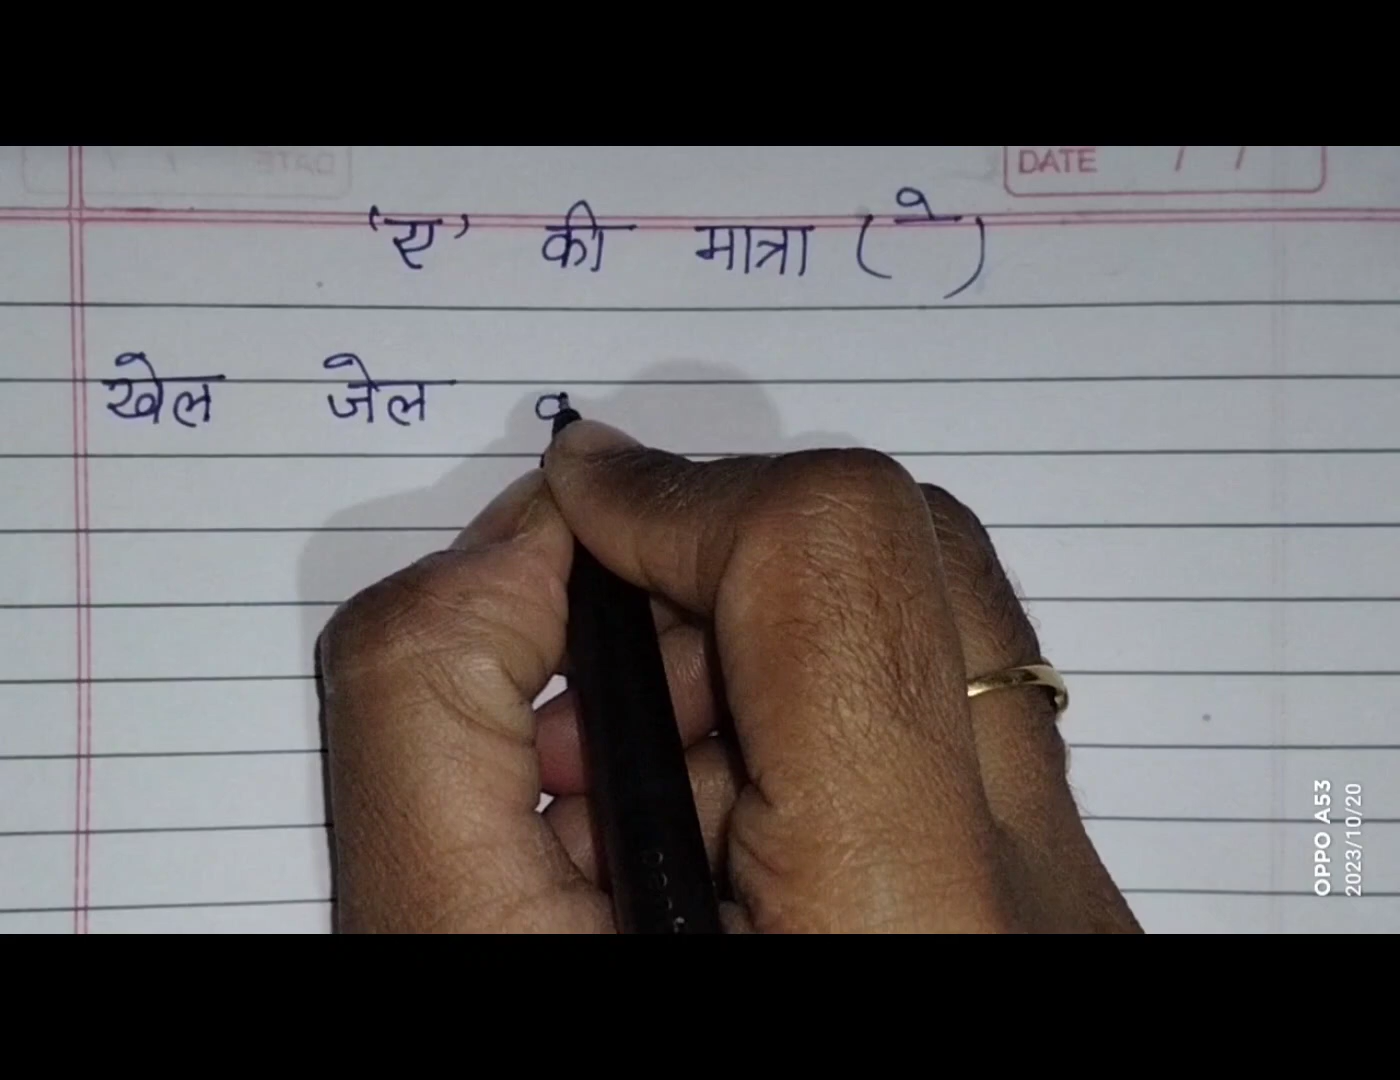 DATE / /
'ए' की मात्रा ( े )
खेल जेल
OPPO A53
2023/10/20